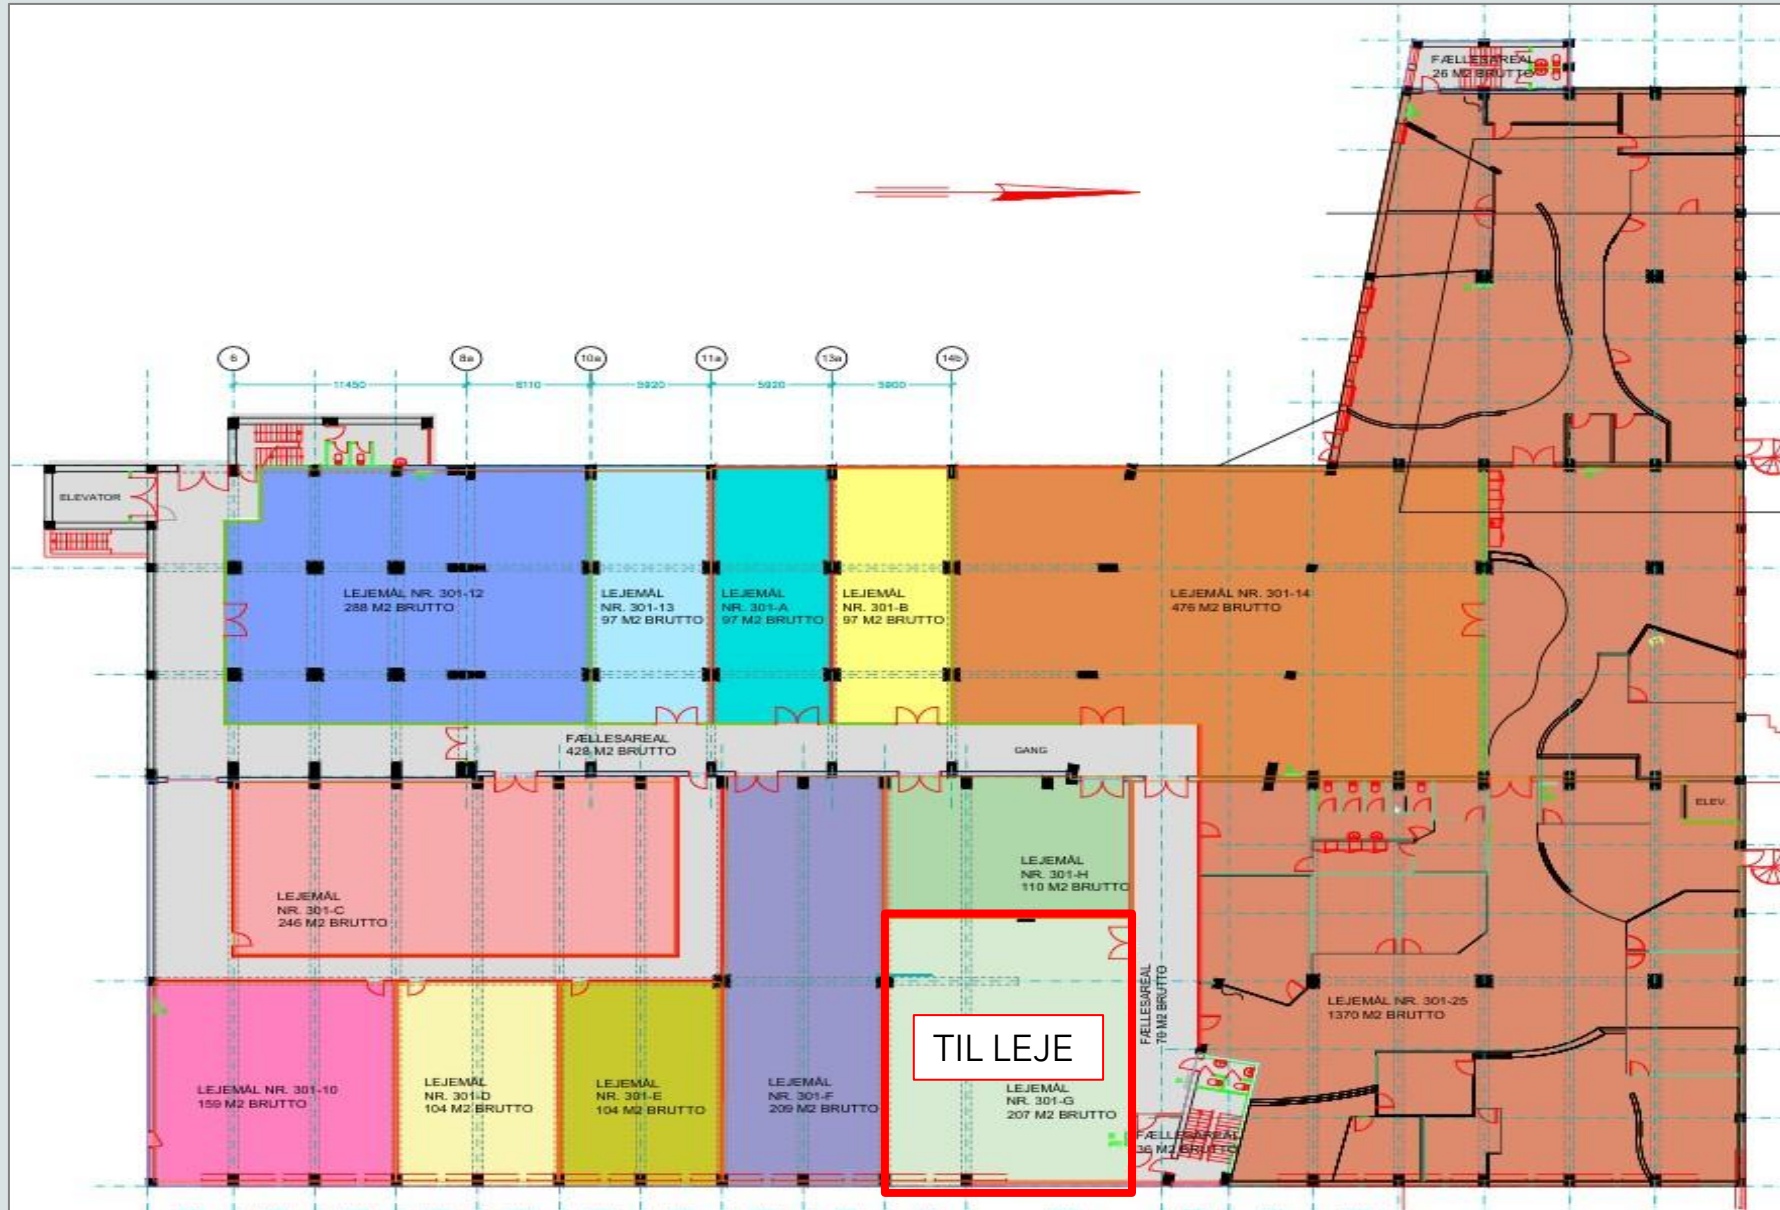 FÆLLESAREAL
26 M2 BRUTTO
6
8a
10a
11a
13a
14b
11450
6110
5920
5920
5900
ELEVATOR
LEJEMÅL NR. 301-12
288 M2 BRUTTO
LEJEMÅL
NR. 301-13
97 M2 BRUTTO
LEJEMÅL
NR. 301-A
97 M2 BRUTTO
LEJEMÅL
NR. 301-B
97 M2 BRUTTO
LEJEMÅL NR. 301-14
476 M2 BRUTTO
FÆLLESAREAL
428 M2 BRUTTO
GANG
ELEV.
LEJEMÅL
NR. 301-C
246 M2 BRUTTO
LEJEMÅL
NR. 301-H
110 M2 BRUTTO
FÆLLESAREAL
70 M2 BRUTTO
LEJEMÅL NR. 301-25
1370 M2 BRUTTO
TIL LEJE
LEJEMÅL NR. 301-10
159 M2 BRUTTO
LEJEMÅL
NR. 301-D
104 M2 BRUTTO
LEJEMÅL
NR. 301-E
104 M2 BRUTTO
LEJEMÅL
NR. 301-F
209 M2 BRUTTO
LEJEMÅL
NR. 301-G
207 M2 BRUTTO
FÆLLESAREAL
36 M2 BRUTTO